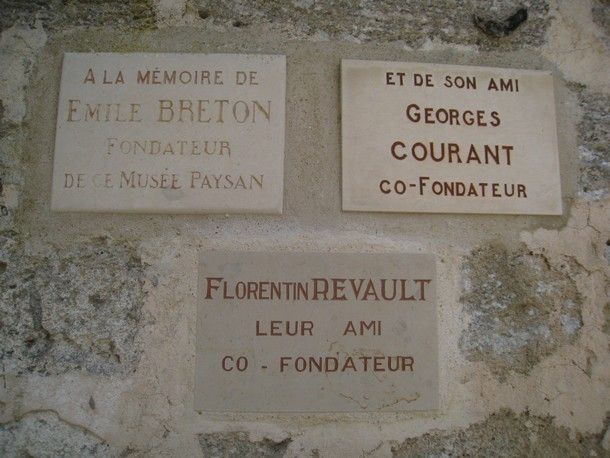 A LA MÉMOIRE DE
EMILE BRETON
FONDATEUR
DE CE MUSÉE PAYSAN
ET DE SON AMI
GEORGES
COURANT
CO-FONDATEUR
FLORENTIN REVAULT
LEUR AMI
CO - FONDATEUR